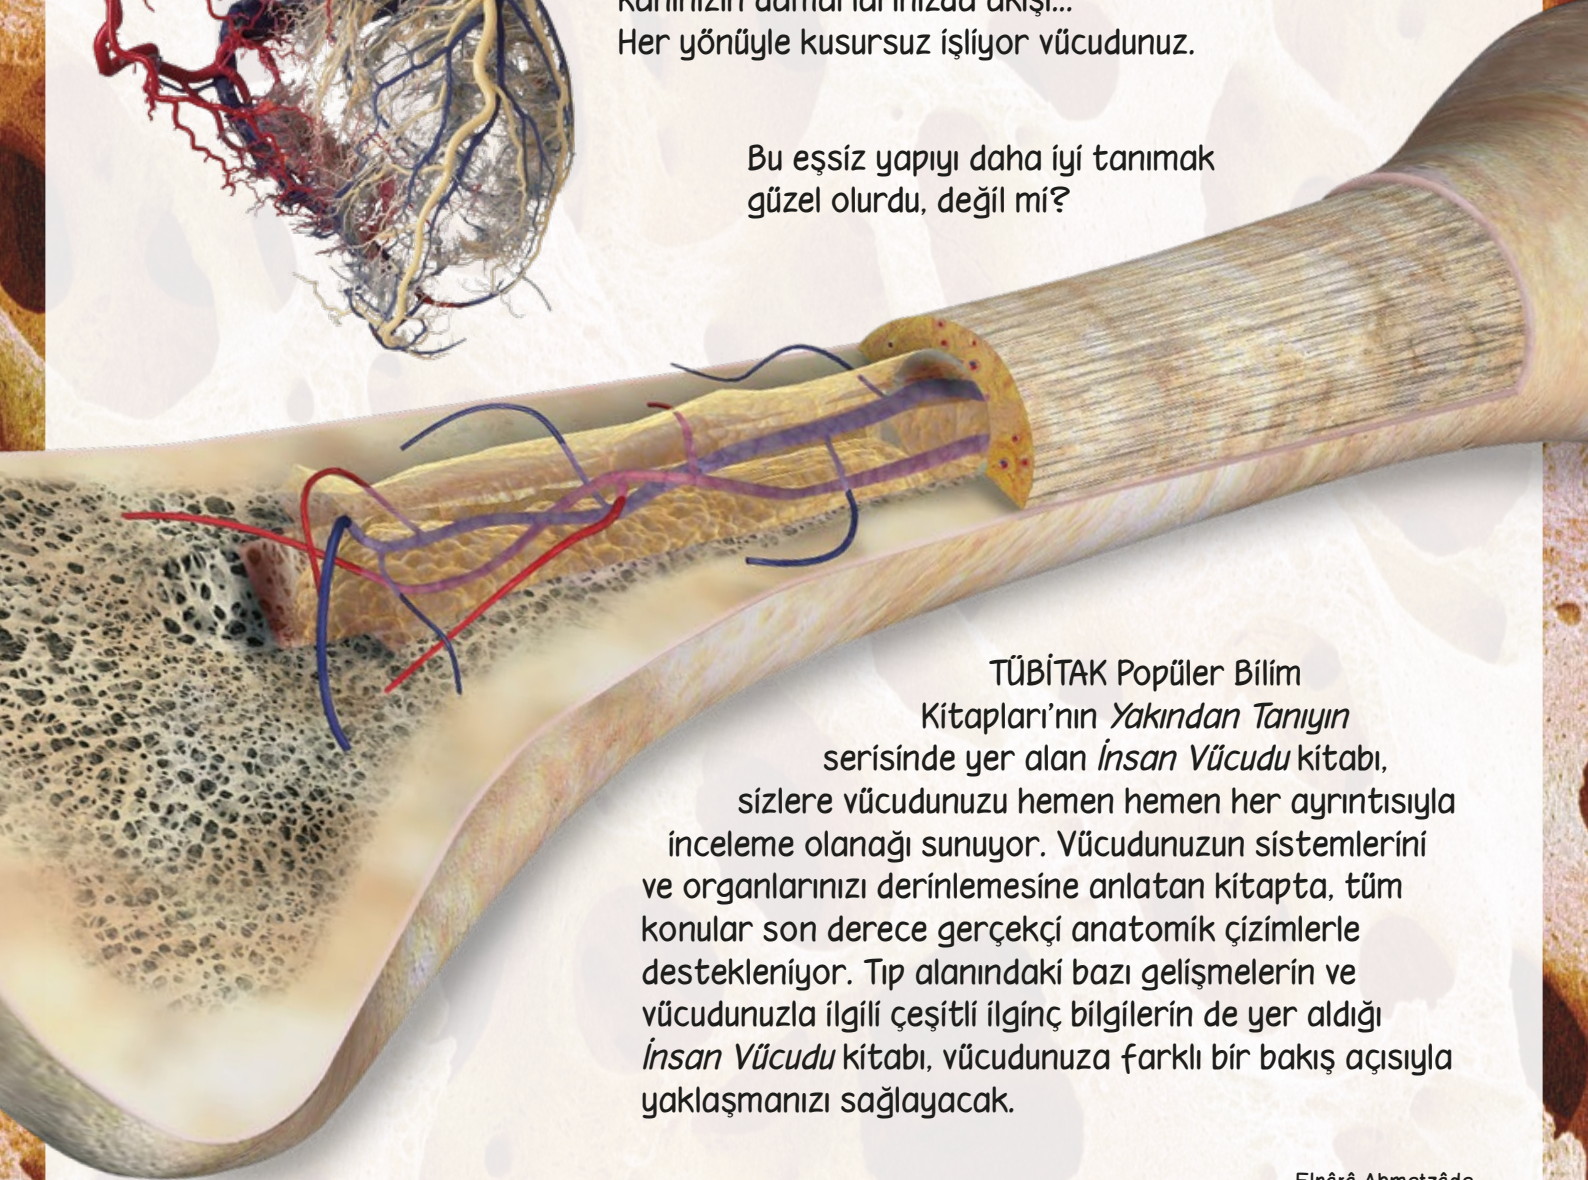 Kanınızın damarlarınızda akışı...
Her yönüyle kusursuz işliyor vücudunuz.
Bu eşsiz yapıyı daha iyi tanımak
güzel olurdu, değil mi?
TÜBİTAK Popüler Bilim
Kitapları'nın Yakından Tanıyın
serisinde yer alan İnsan Vücudu kitabı,
sizlere vücudunuzu hemen hemen her ayrıntısıyla
inceleme olanağı sunuyor. Vücudunuzun sistemlerini
ve organlarınızı derinlemesine anlatan kitapta, tüm
konular son derece gerçekçi anatomik çizimlerle
destekleniyor. Tıp alanındaki bazı gelişmelerin ve
vücudunuzla ilgili çeşitli ilginç bilgilerin de yer aldığı
İnsan Vücudu kitabı, vücudunuza farklı bir bakış açısıyla
yaklaşmanızı sağlayacak.